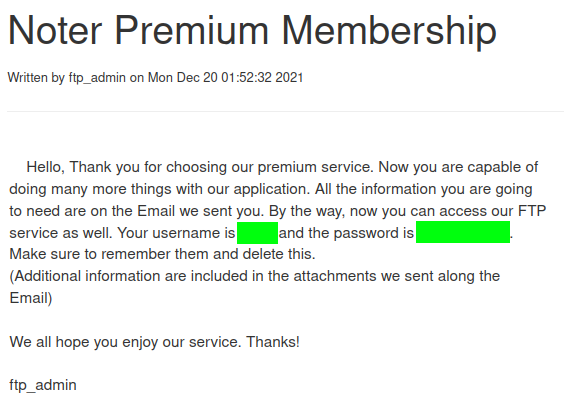 Noter Premium Membership
Written by ftp_admin on Mon Dec 20 01:52:32 2021
Hello, Thank you for choosing our premium service. Now you are capable of
doing many more things with our application. All the information you are going
to need are on the Email we sent you. By the way, now you can access our FTP
service as well. Your username is and the password is .
Make sure to remember them and delete this.
(Additional information are included in the attachments we sent along the
Email)
We all hope you enjoy our service. Thanks!
ftp_admin